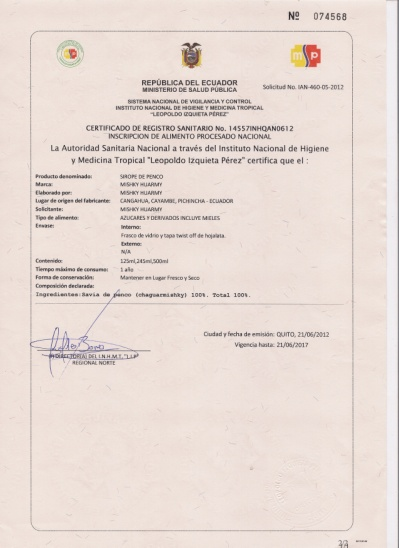 Nº 074568
msp
REPÚBLICA DEL ECUADOR
MINISTERIO DE SALUD PÚBLICA
Solicitud No. IAN-460-05-2012
SISTEMA NACIONAL DE VIGILANCIA Y CONTROL
INSTITUTO NACIONAL DE HIGIENE Y MEDICINA TROPICAL
"LEOPOLDO IZQUIETA PÉREZ"
CERTIFICADO DE REGISTRO SANITARIO No. 14557INHQAN0612
INSCRIPCION DE ALIMENTO PROCESADO NACIONAL
La Autoridad Sanitaria Nacional a través del Instituto Nacional de Higiene
y Medicina Tropical "Leopoldo Izquieta Pérez" certifica que el :
Producto denominado: SIROPE DE PENCO
Marca: MISHKY HUARMY
Elaborado por: MISHKY HUARMY
Lugar de origen del fabricante: CANGAHUA, CAYAMBE, PICHINCHA - ECUADOR
Solicitante: MISHKY HUARMY
Tipo de alimento: AZUCARES Y DERIVADOS INCLUYE MIELES
Envase: Interno:
Frasco de vidrio y tapa twist off de hojalata.
Externo:
N/A
Contenido: 125ml,245ml,500ml
Tiempo máximo de consumo: 1 año
Forma de conservación: Mantener en Lugar Fresco y Seco
Composición declarada:
Ingredientes:Savia de penco (chaguarmishky) 100%. Total 100%.
Ciudad y fecha de emisión: QUITO, 21/06/2012
Vigencia hasta: 21/06/2017
DIRECTOR(A) DEL I.N.H.M.T. "L.I.P"
REGIONAL NORTE